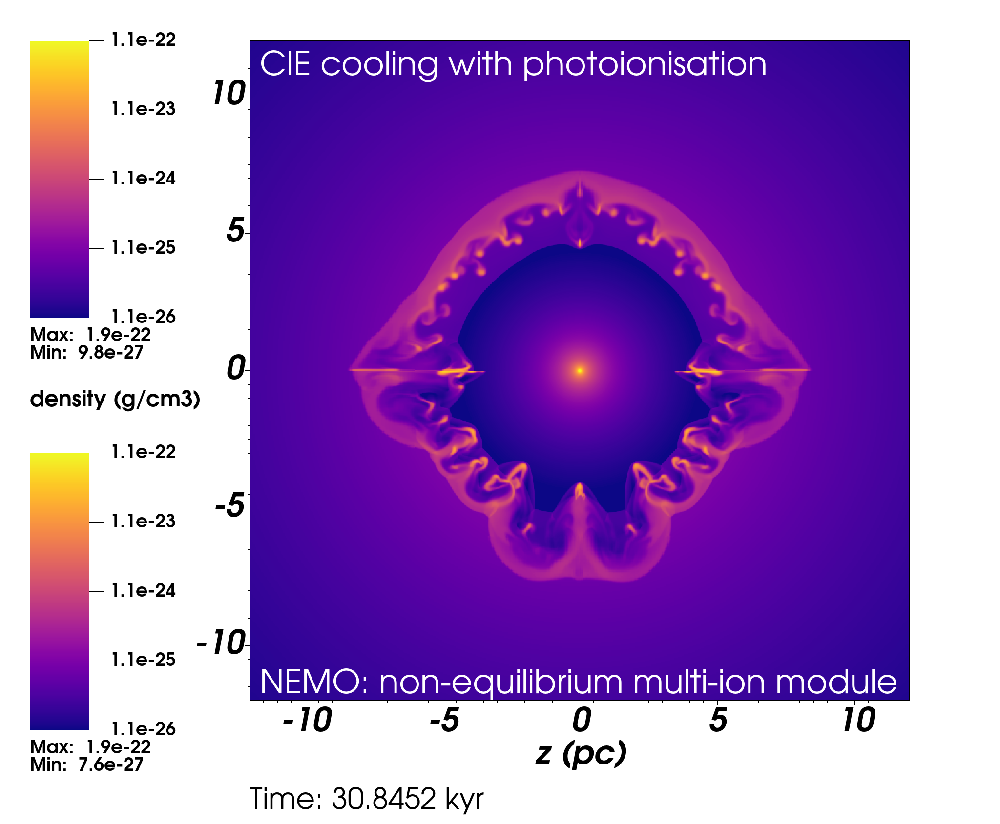 1.1e-22
1.1e-23
1.1e-24
1.1e-25
1.1e-26
Max: 1.9e-22
Min: 9.8e-27
density (g/cm3)
1.1e-22
1.1e-23
1.1e-24
1.1e-25
1.1e-26
Max: 1.9e-22
Min: 7.6e-27
CIE cooling with photoionisation
10
5
0
-5
-10
NEMO: non-equilibrium multi-ion module
-10 -5 0 5 10
z (pc)
Time: 30.8452 kyr